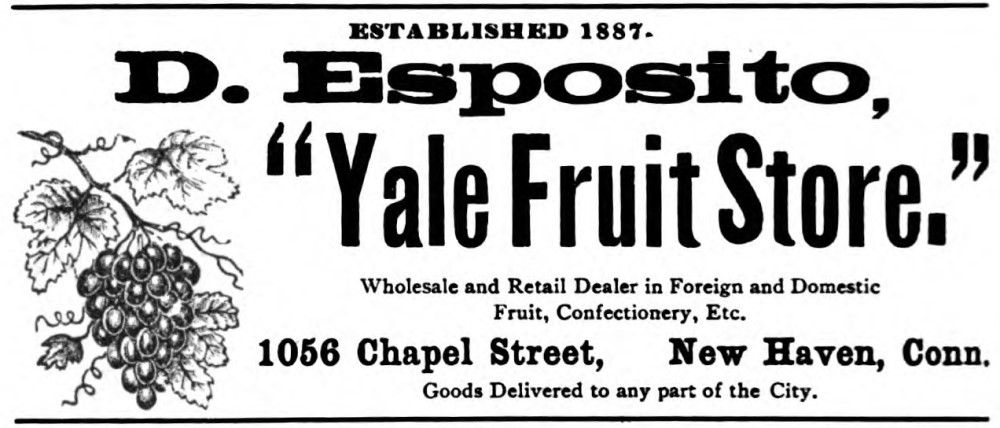 ESTABLISHED 1887.
D. Esposito,
"Yale Fruit Store."
Wholesale and Retail Dealer in Foreign and Domestic
Fruit, Confectionery, Etc.
1056 Chapel Street, New Haven, Conn.
Goods Delivered to any part of the City.